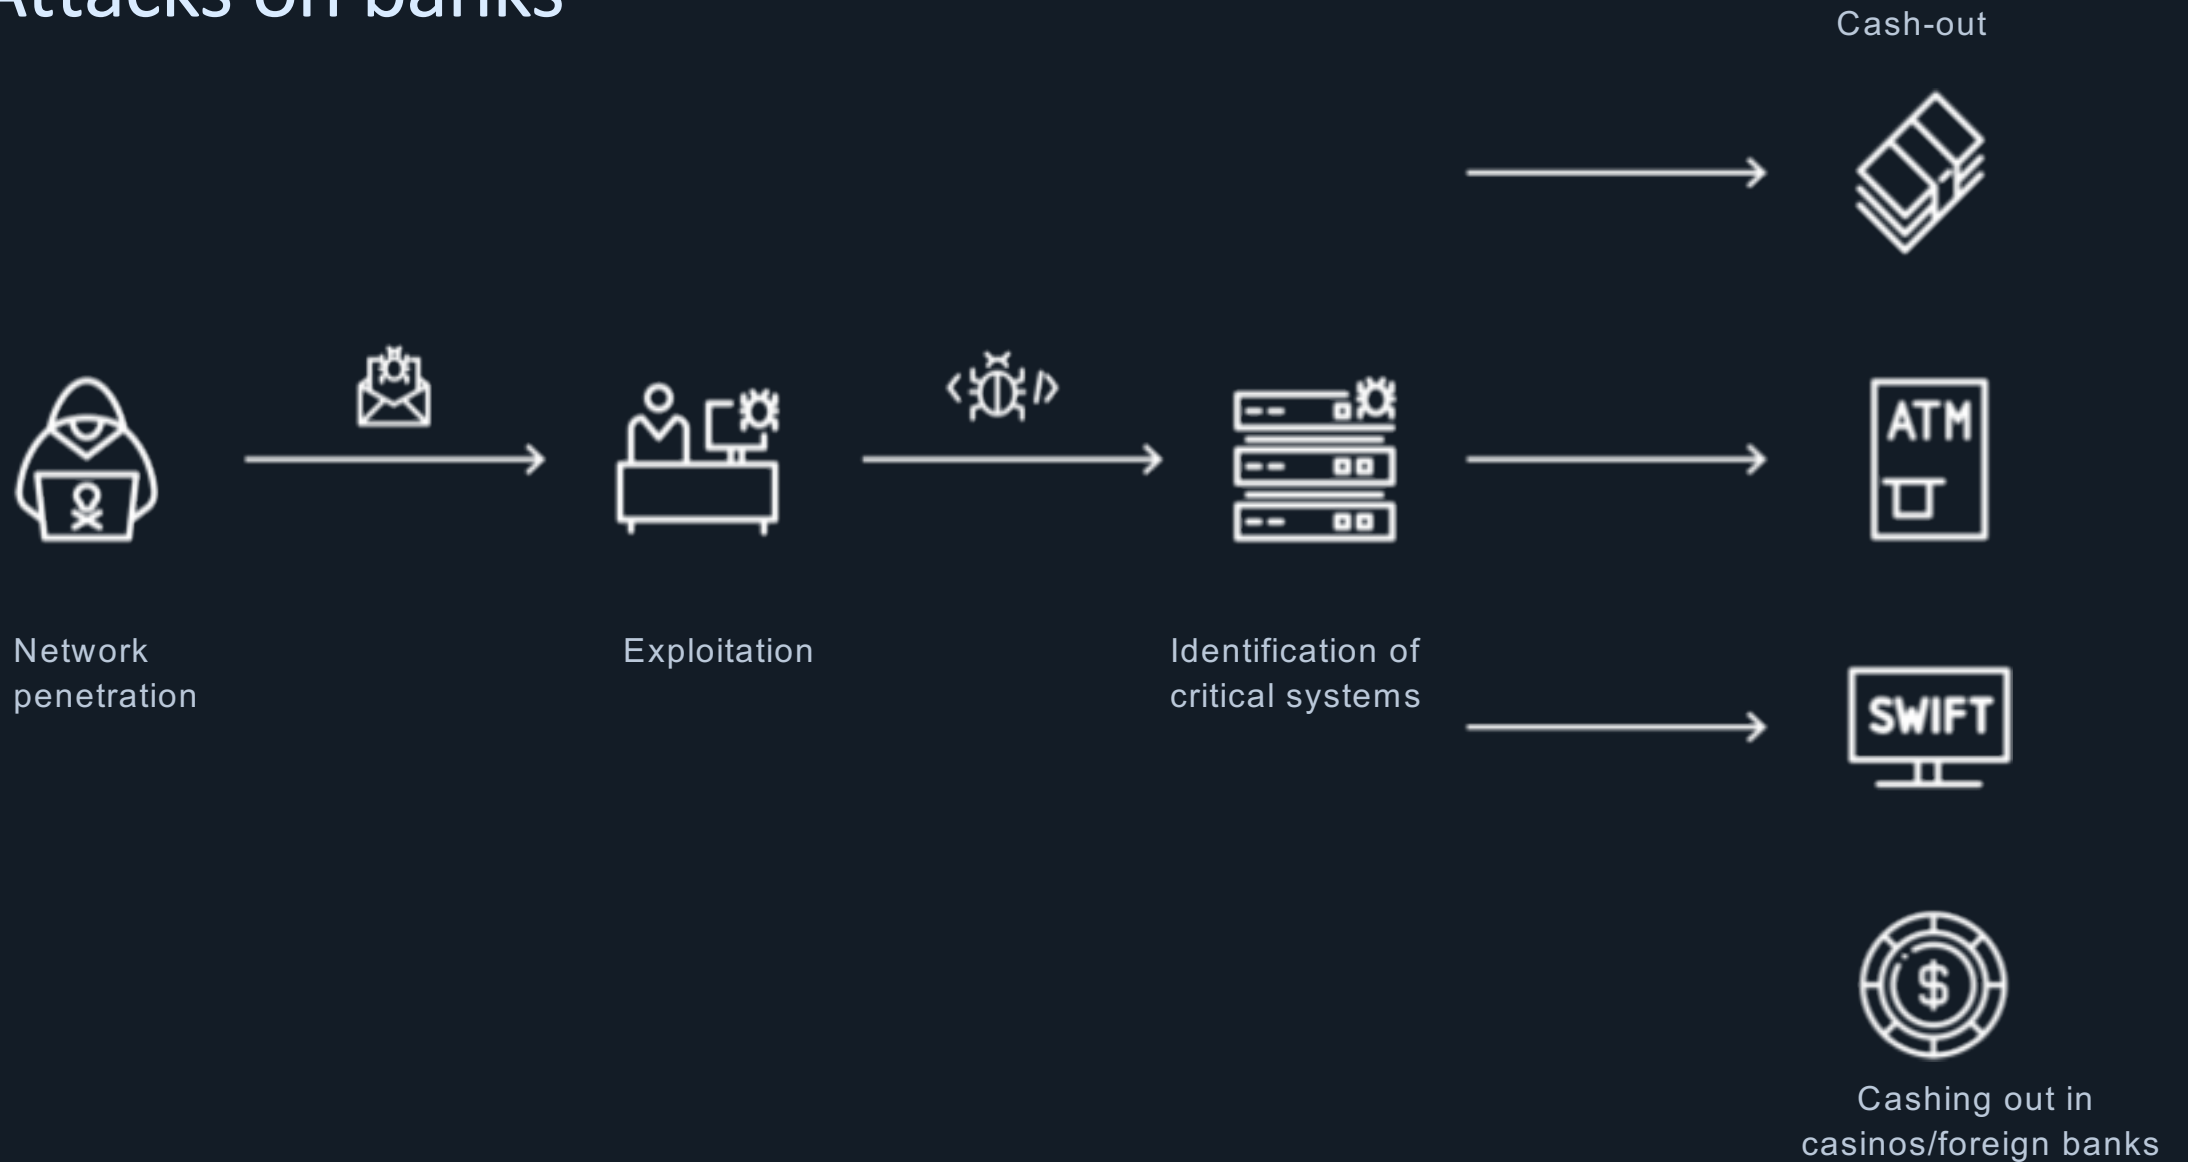 Attacks on banks
Cash-out
ATM
Network
penetration
Exploitation
Identification of
critical systems
SWIFT
$
Cashing out in
casinos/foreign banks